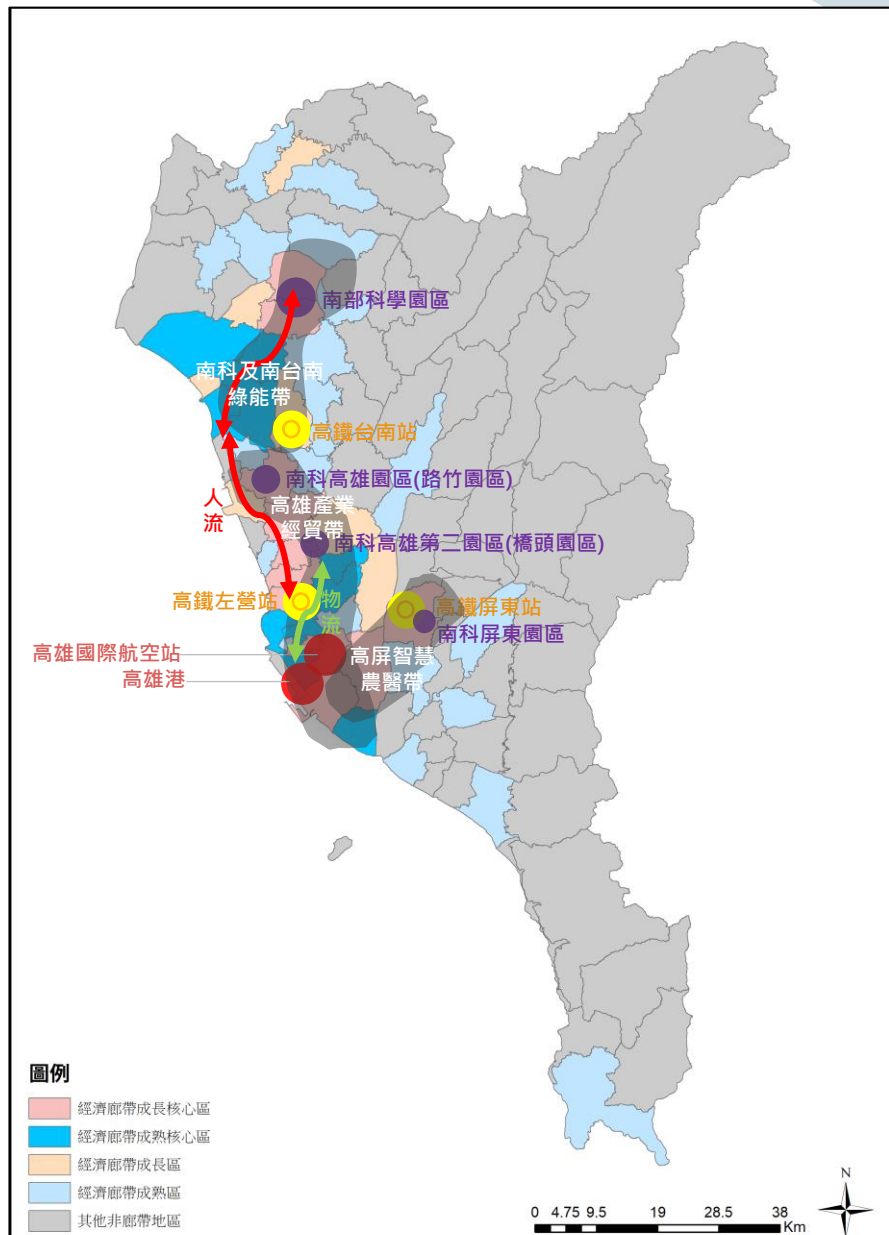 南部科學園區
南科及南台南
綠能帶
高鐵台南站
南科高雄園區(路竹園區)
高雄產業
經貿帶
人
流
南科高雄第二園區(橋頭園區)
高鐵左營站
物
流
高鐵屏東站
南科屏東園區
高雄國際航空站
高屏智慧
農醫帶
高雄港
圖例
經濟廊帶成長核心區
經濟廊帶成熟核心區
經濟廊帶成長區
經濟廊帶成熟區
其他非廊帶地區
N
0 4.75 9.5 19 28.5 38
Km